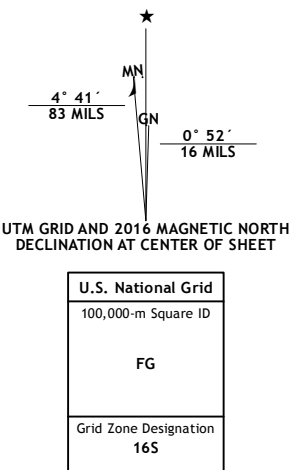 ★
MN
4° 41´
83 MILS
GN
0° 52´
16 MILS
UTM GRID AND 2016 MAGNETIC NORTH
DECLINATION AT CENTER OF SHEET
U.S. National Grid
100,000-m Square ID
FG
Grid Zone Designation
16S